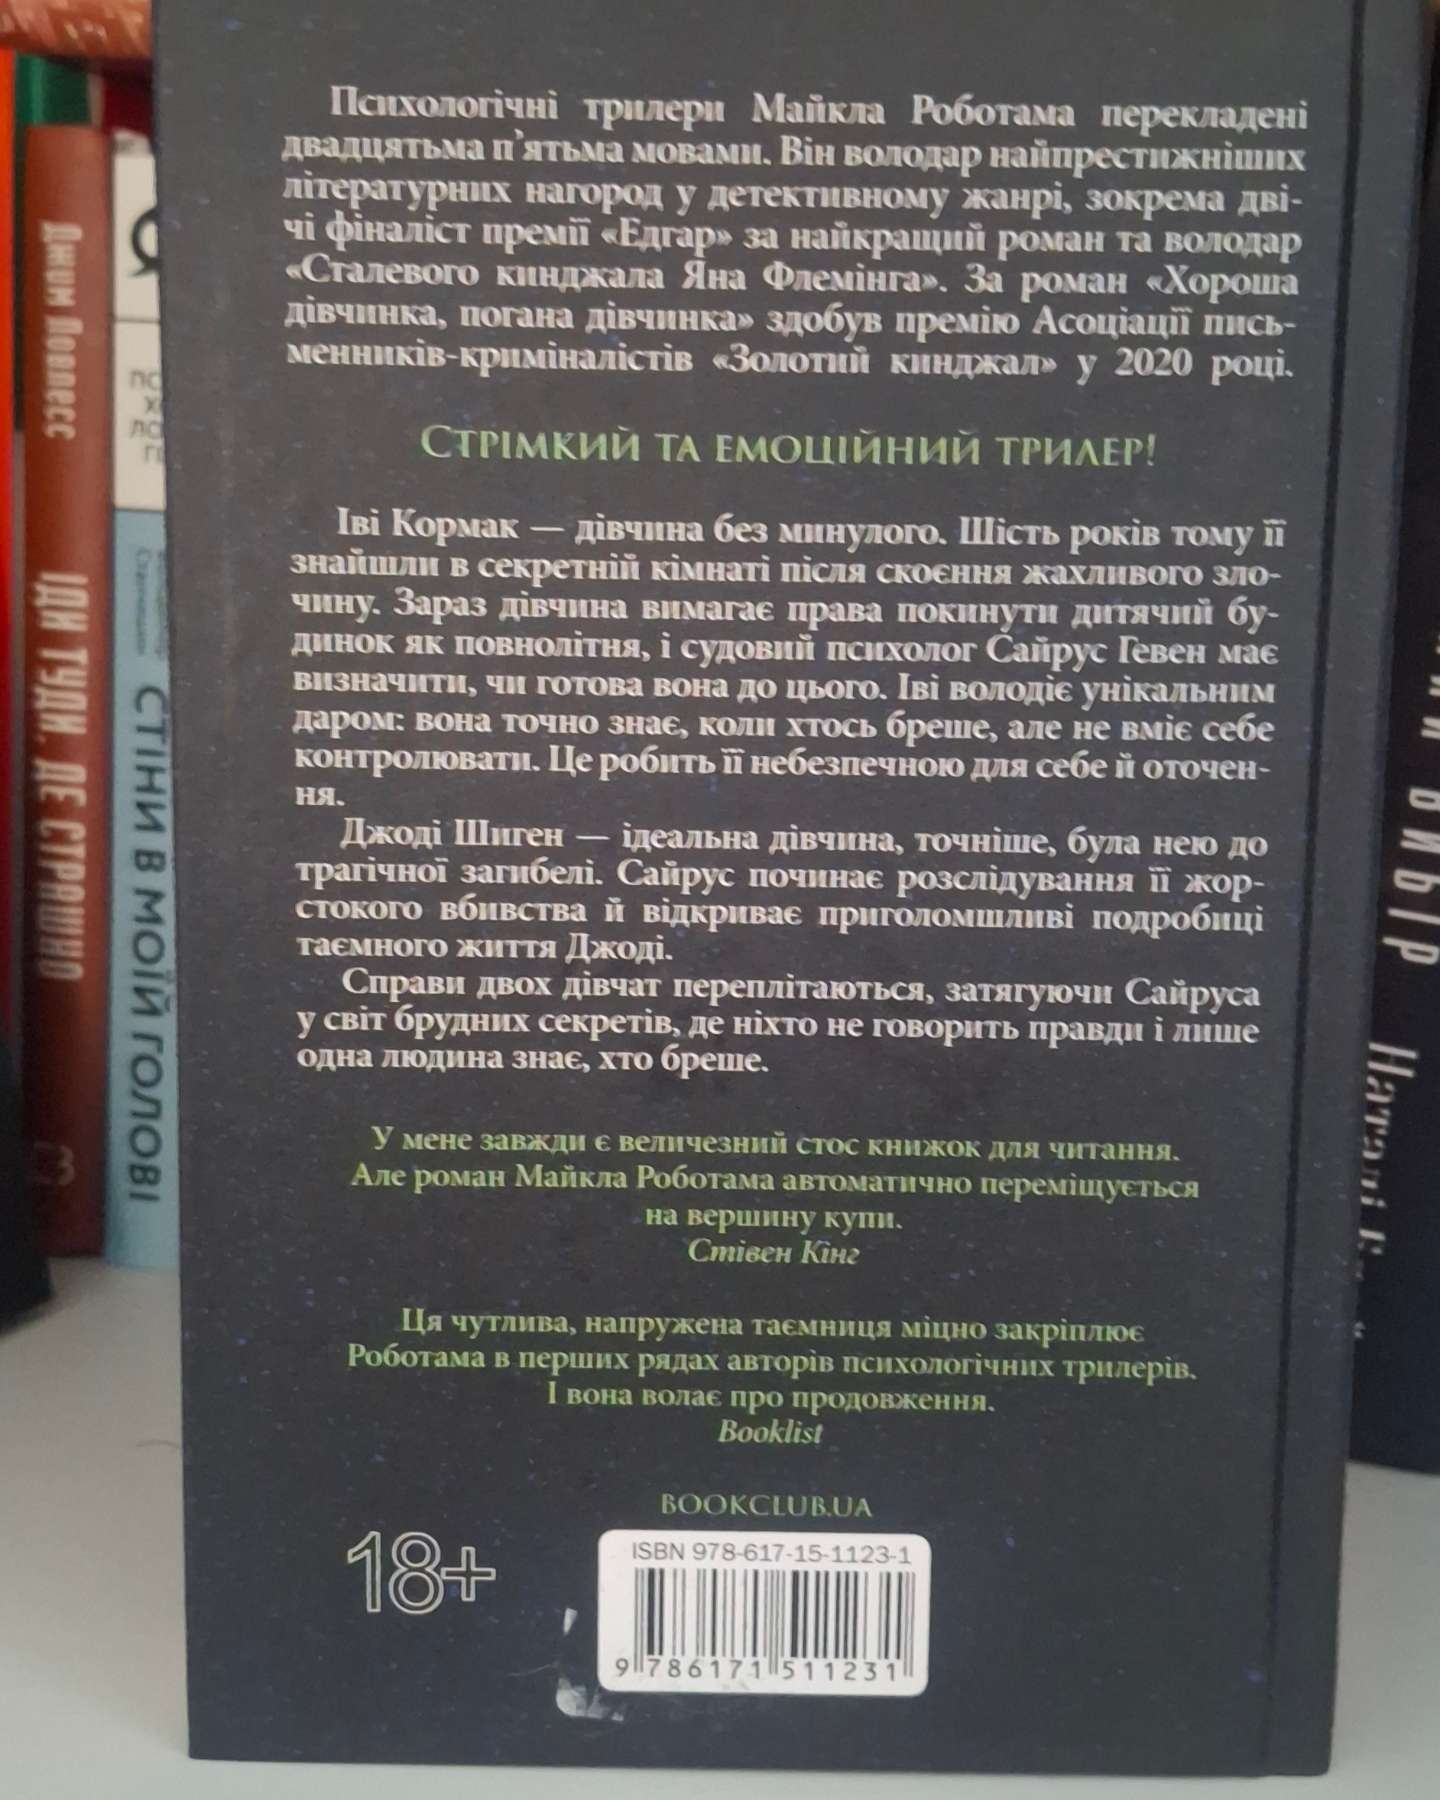 Психологічні трилери Майкла Роботама перекладені
двадцятьма п'ятьма мовами. Він володар найпрестижніших
літературних нагород у детективному жанрі, зокрема дві-
чі фіналіст премії «Едгар» за найкращий роман та володар
«Сталевого кинджала Яна Флемінга». За роман «Хороша
дівчинка, погана дівчинка» здобув премію Асоціації пись-
менників-криміналістів «Золотий кинджал» у 2020 році.
Стрімкий та емоційний трилер!
Іві Кормак — дівчина без минулого. Шість років тому її
знайшли в секретній кімнаті після скоєння жахливого зло-
чину. Зараз дівчина вимагає права покинути дитячий бу-
динок як повнолітня, і судовий психолог Сайрус Гевен має
визначити, чи готова вона до цього. Іві володіє унікальним
даром: вона точно знає, коли хтось бреше, але не вміє себе
контролювати. Це робить її небезпечною для себе й оточен-
ня.
Джоді Шиген — ідеальна дівчина, точніше, була нею до
трагічної загибелі. Сайрус починає розслідування її жор-
стокого вбивства й відкриває приголомшливі подробиці
таємного життя Джоді.
Справи двох дівчат переплітаються, затягуючи Сайруса
у світ брудних секретів, де ніхто не говорить правди і лише
одна людина знає, хто бреше.
У мене завжди є величезний стос книжок для читання.
Але роман Майкла Роботама автоматично переміщується
на вершину купи.
Стівен Кінг
Ця чутлива, напружена таємниця міцно закріплює
Роботама в перших рядах авторів психологічних трилерів.
І вона волає про продовження.
Booklist
BOOKCLUB.UA
18+
ISBN 978-617-15-1123-1
9 786171 511231
Джим Ловлесс
ІДИ ТУДИ, ДЕ СТРАШНО
СТІНИ В МОЇЙ ГОЛОВІ
ВИБІР
Наталі